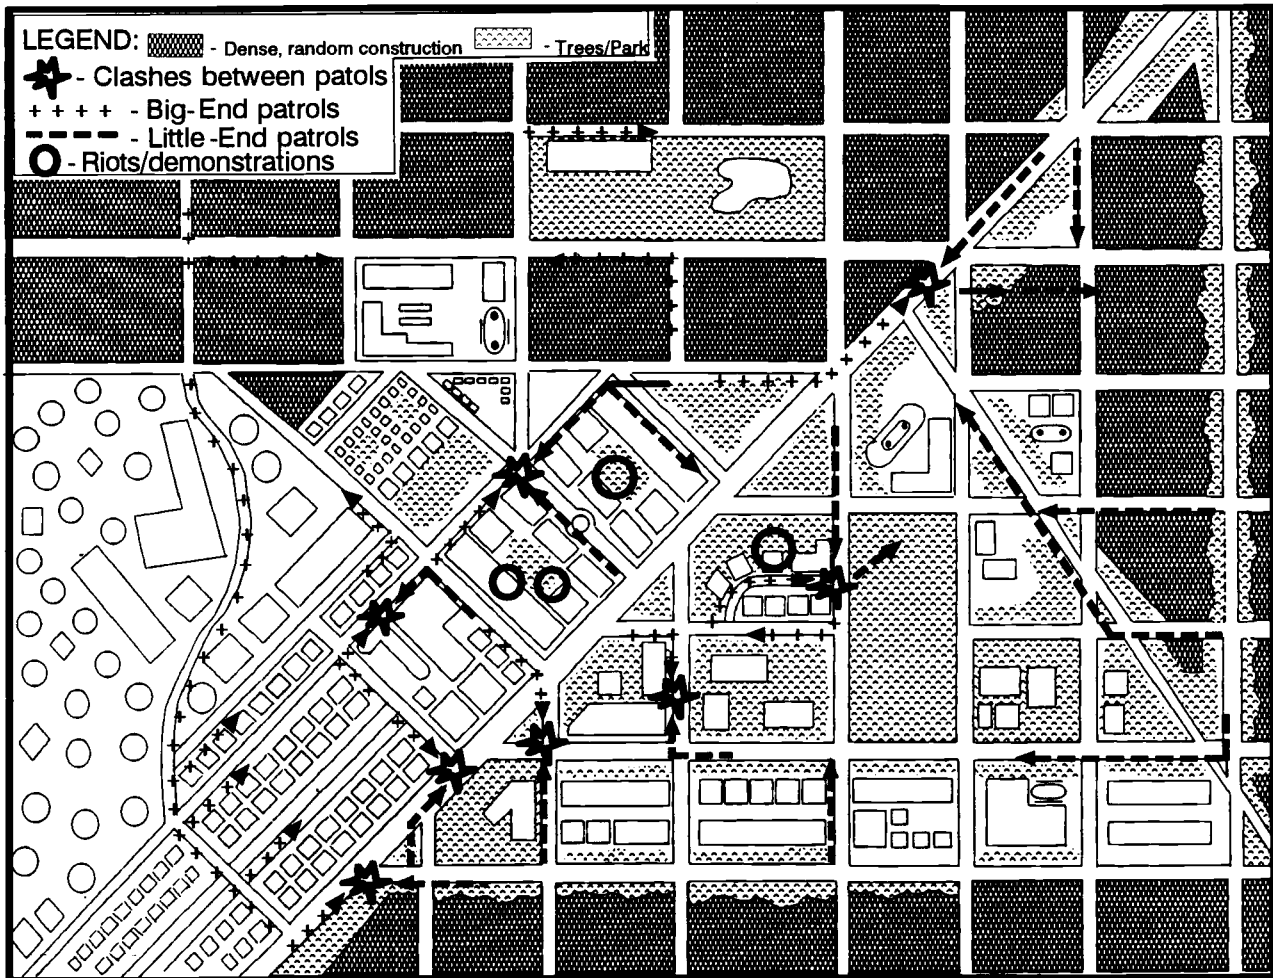 LEGEND: - Dense, random construction - Trees/Park
- Clashes between patols
+ + + + - Big-End patrols
- Little-End patrols
- Riots/demonstrations